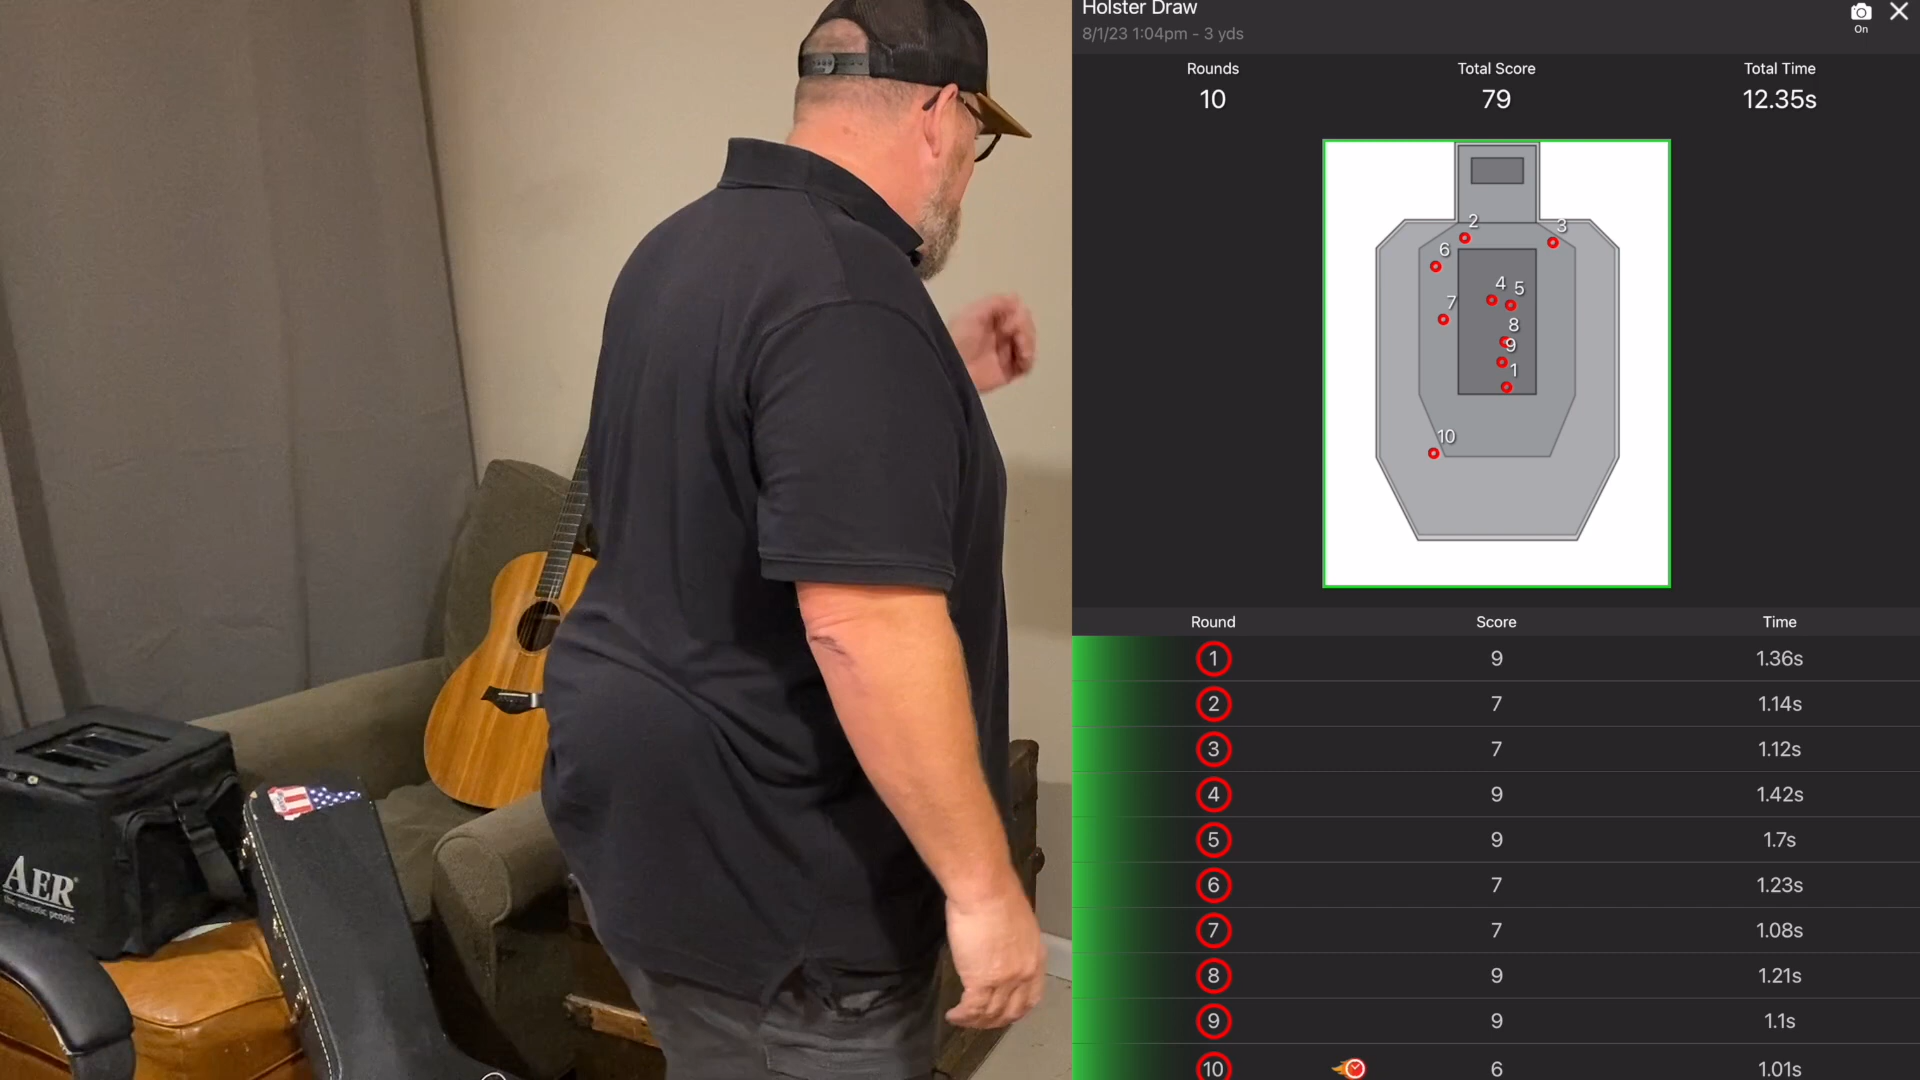 Holster Draw
8/1/23 1:04pm - 3 yds
On
Rounds
Total Score
Total Time
10
79
12.35s
2
3
6
4
5
7
8
9
1
10
Round Score Time
1 9 1.36s
2 7 1.14s
3 7 1.12s
4 9 1.42s
5 9 1.7s
6 7 1.23s
7 7 1.08s
8 9 1.21s
9 9 1.1s
10 6 1.01s
AER
the acoustic people